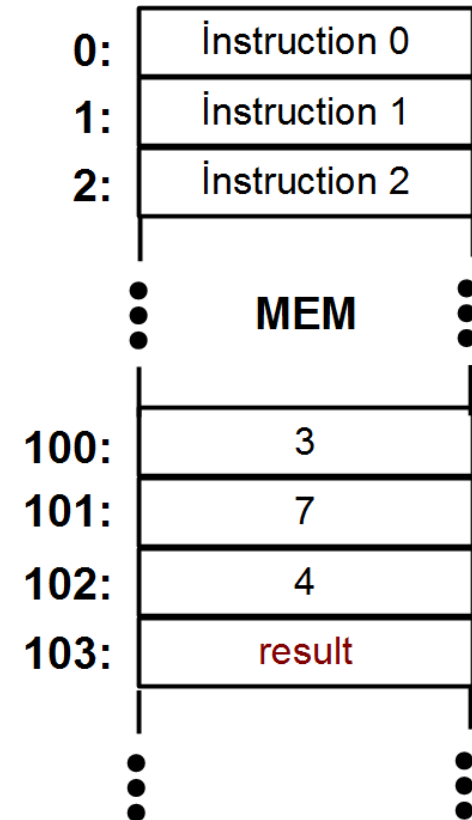 0: İnstruction 0
1: İnstruction 1
2: İnstruction 2
MEM
100: 3
101: 7
102: 4
103: result